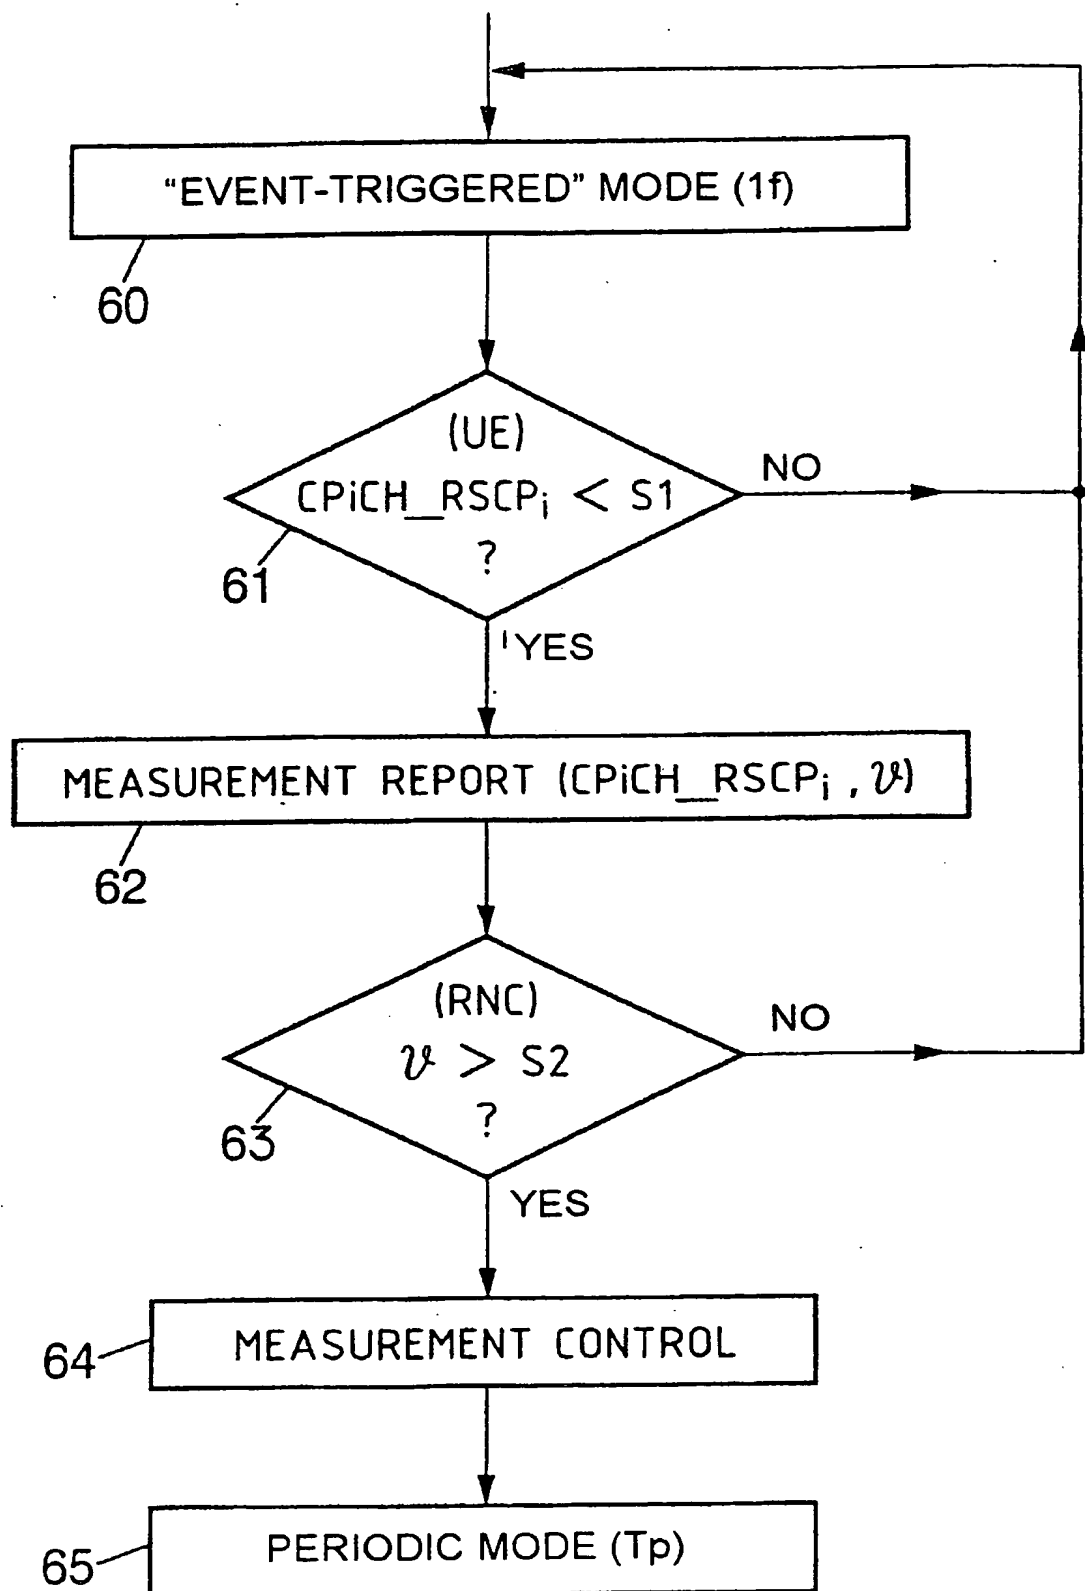 “EVENT-TRIGGERED” MODE (1f)
60
(UE)
CPiCH_RSCPi < S1
?
NO
61
YES
MEASUREMENT REPORT (CPiCH_RSCPi , v)
62
(RNC)
v > S2
?
NO
63
YES
MEASUREMENT CONTROL
64
PERIODIC MODE (Tp)
65